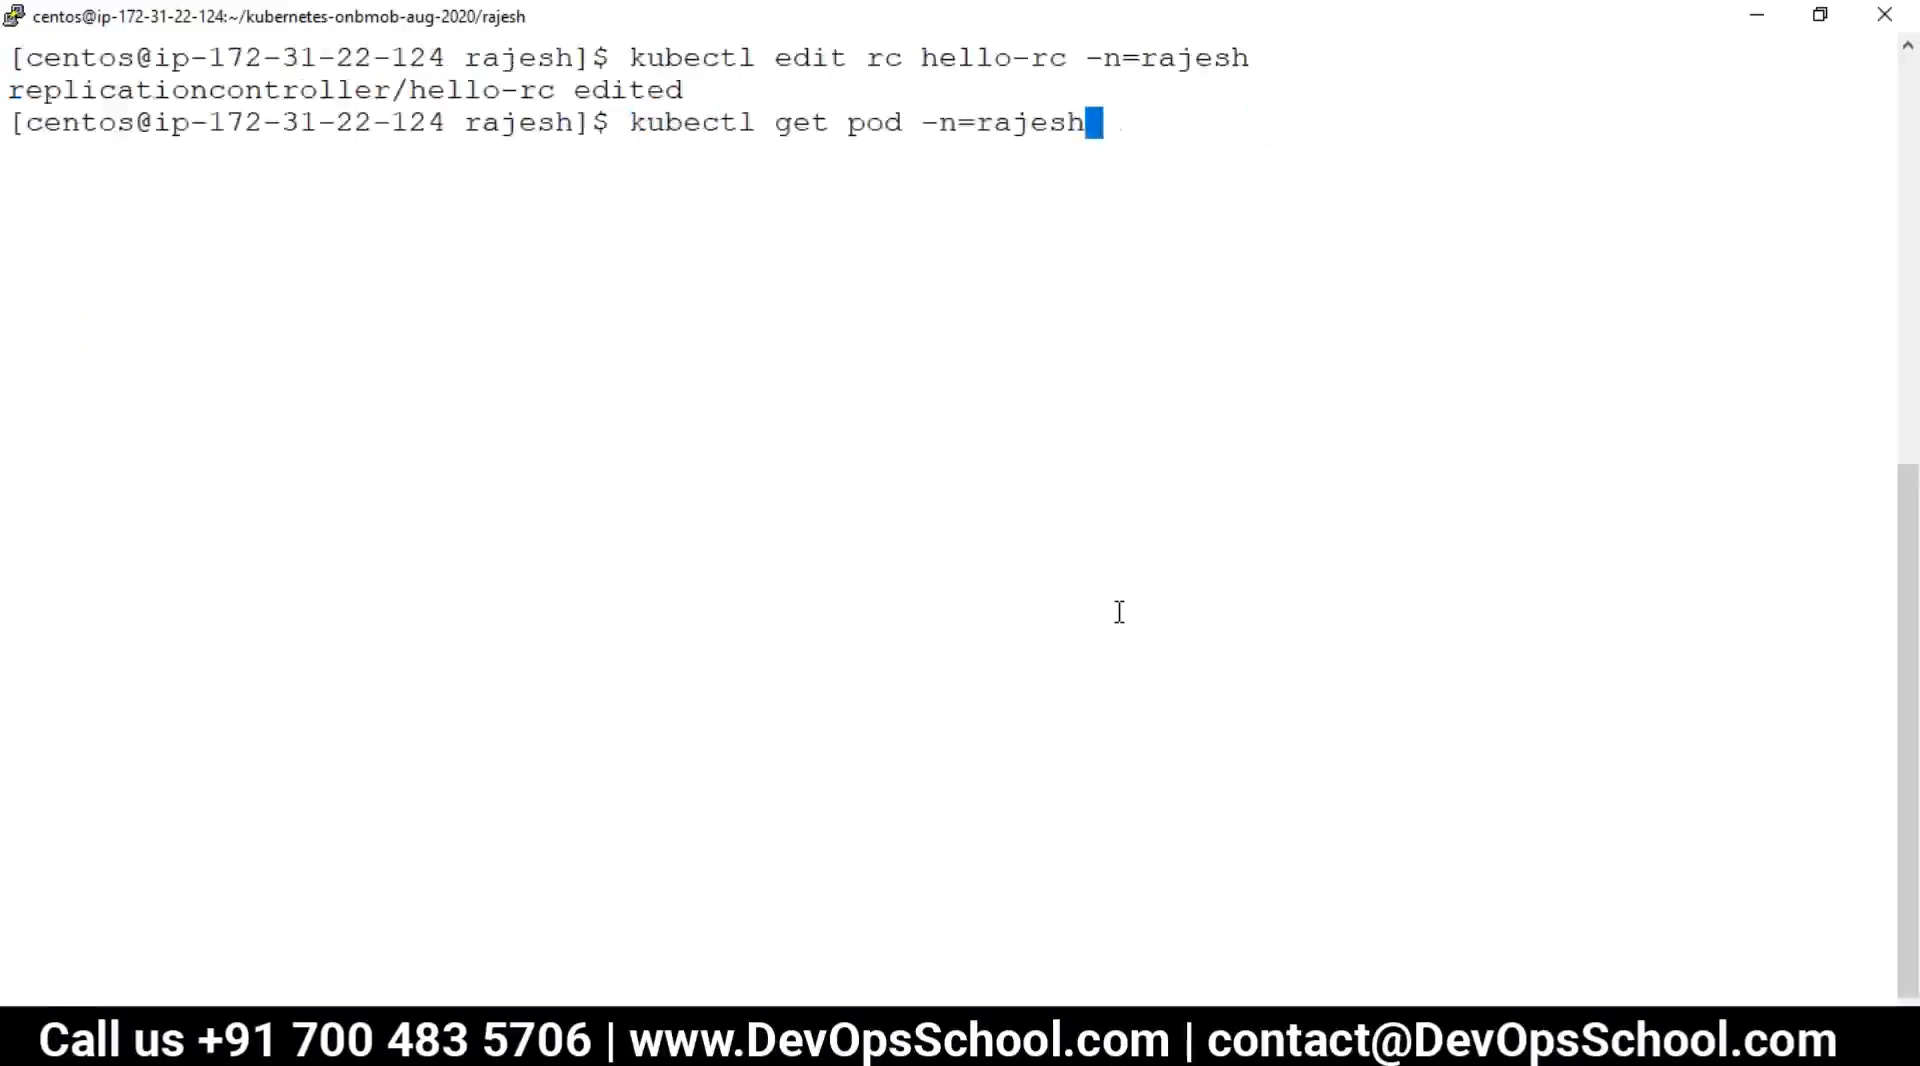 centos@ip-172-31-22-124:~/kubernetes-onbmob-aug-2020/rajesh
[centos@ip-172-31-22-124 rajesh]$ kubectl edit rc hello-rc -n=rajesh
replicationcontroller/hello-rc edited
[centos@ip-172-31-22-124 rajesh]$ kubectl get pod -n=rajesh
Call us +91 700 483 5706 | www.DevOpsSchool.com | contact@DevOpsSchool.com